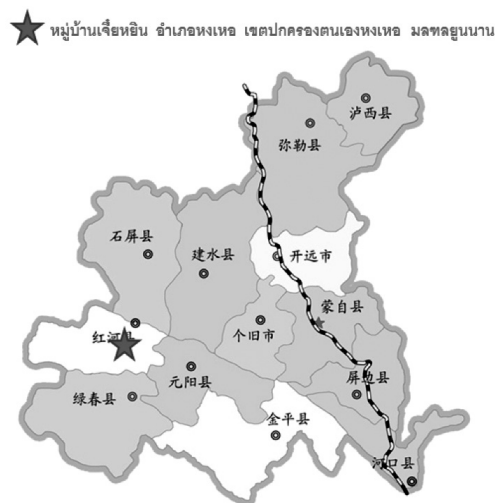 หมู่บ้านเจี๋ยหยิน อำเภอหงเหอ เขตปกครองตนเองหงเหอ มลฑลยูนนาน
泸西县
弥勒县
石屏县
建水县
开远市
蒙自县
红河县
个旧市
元阳县
屏边县
绿春县
金平县
河口县